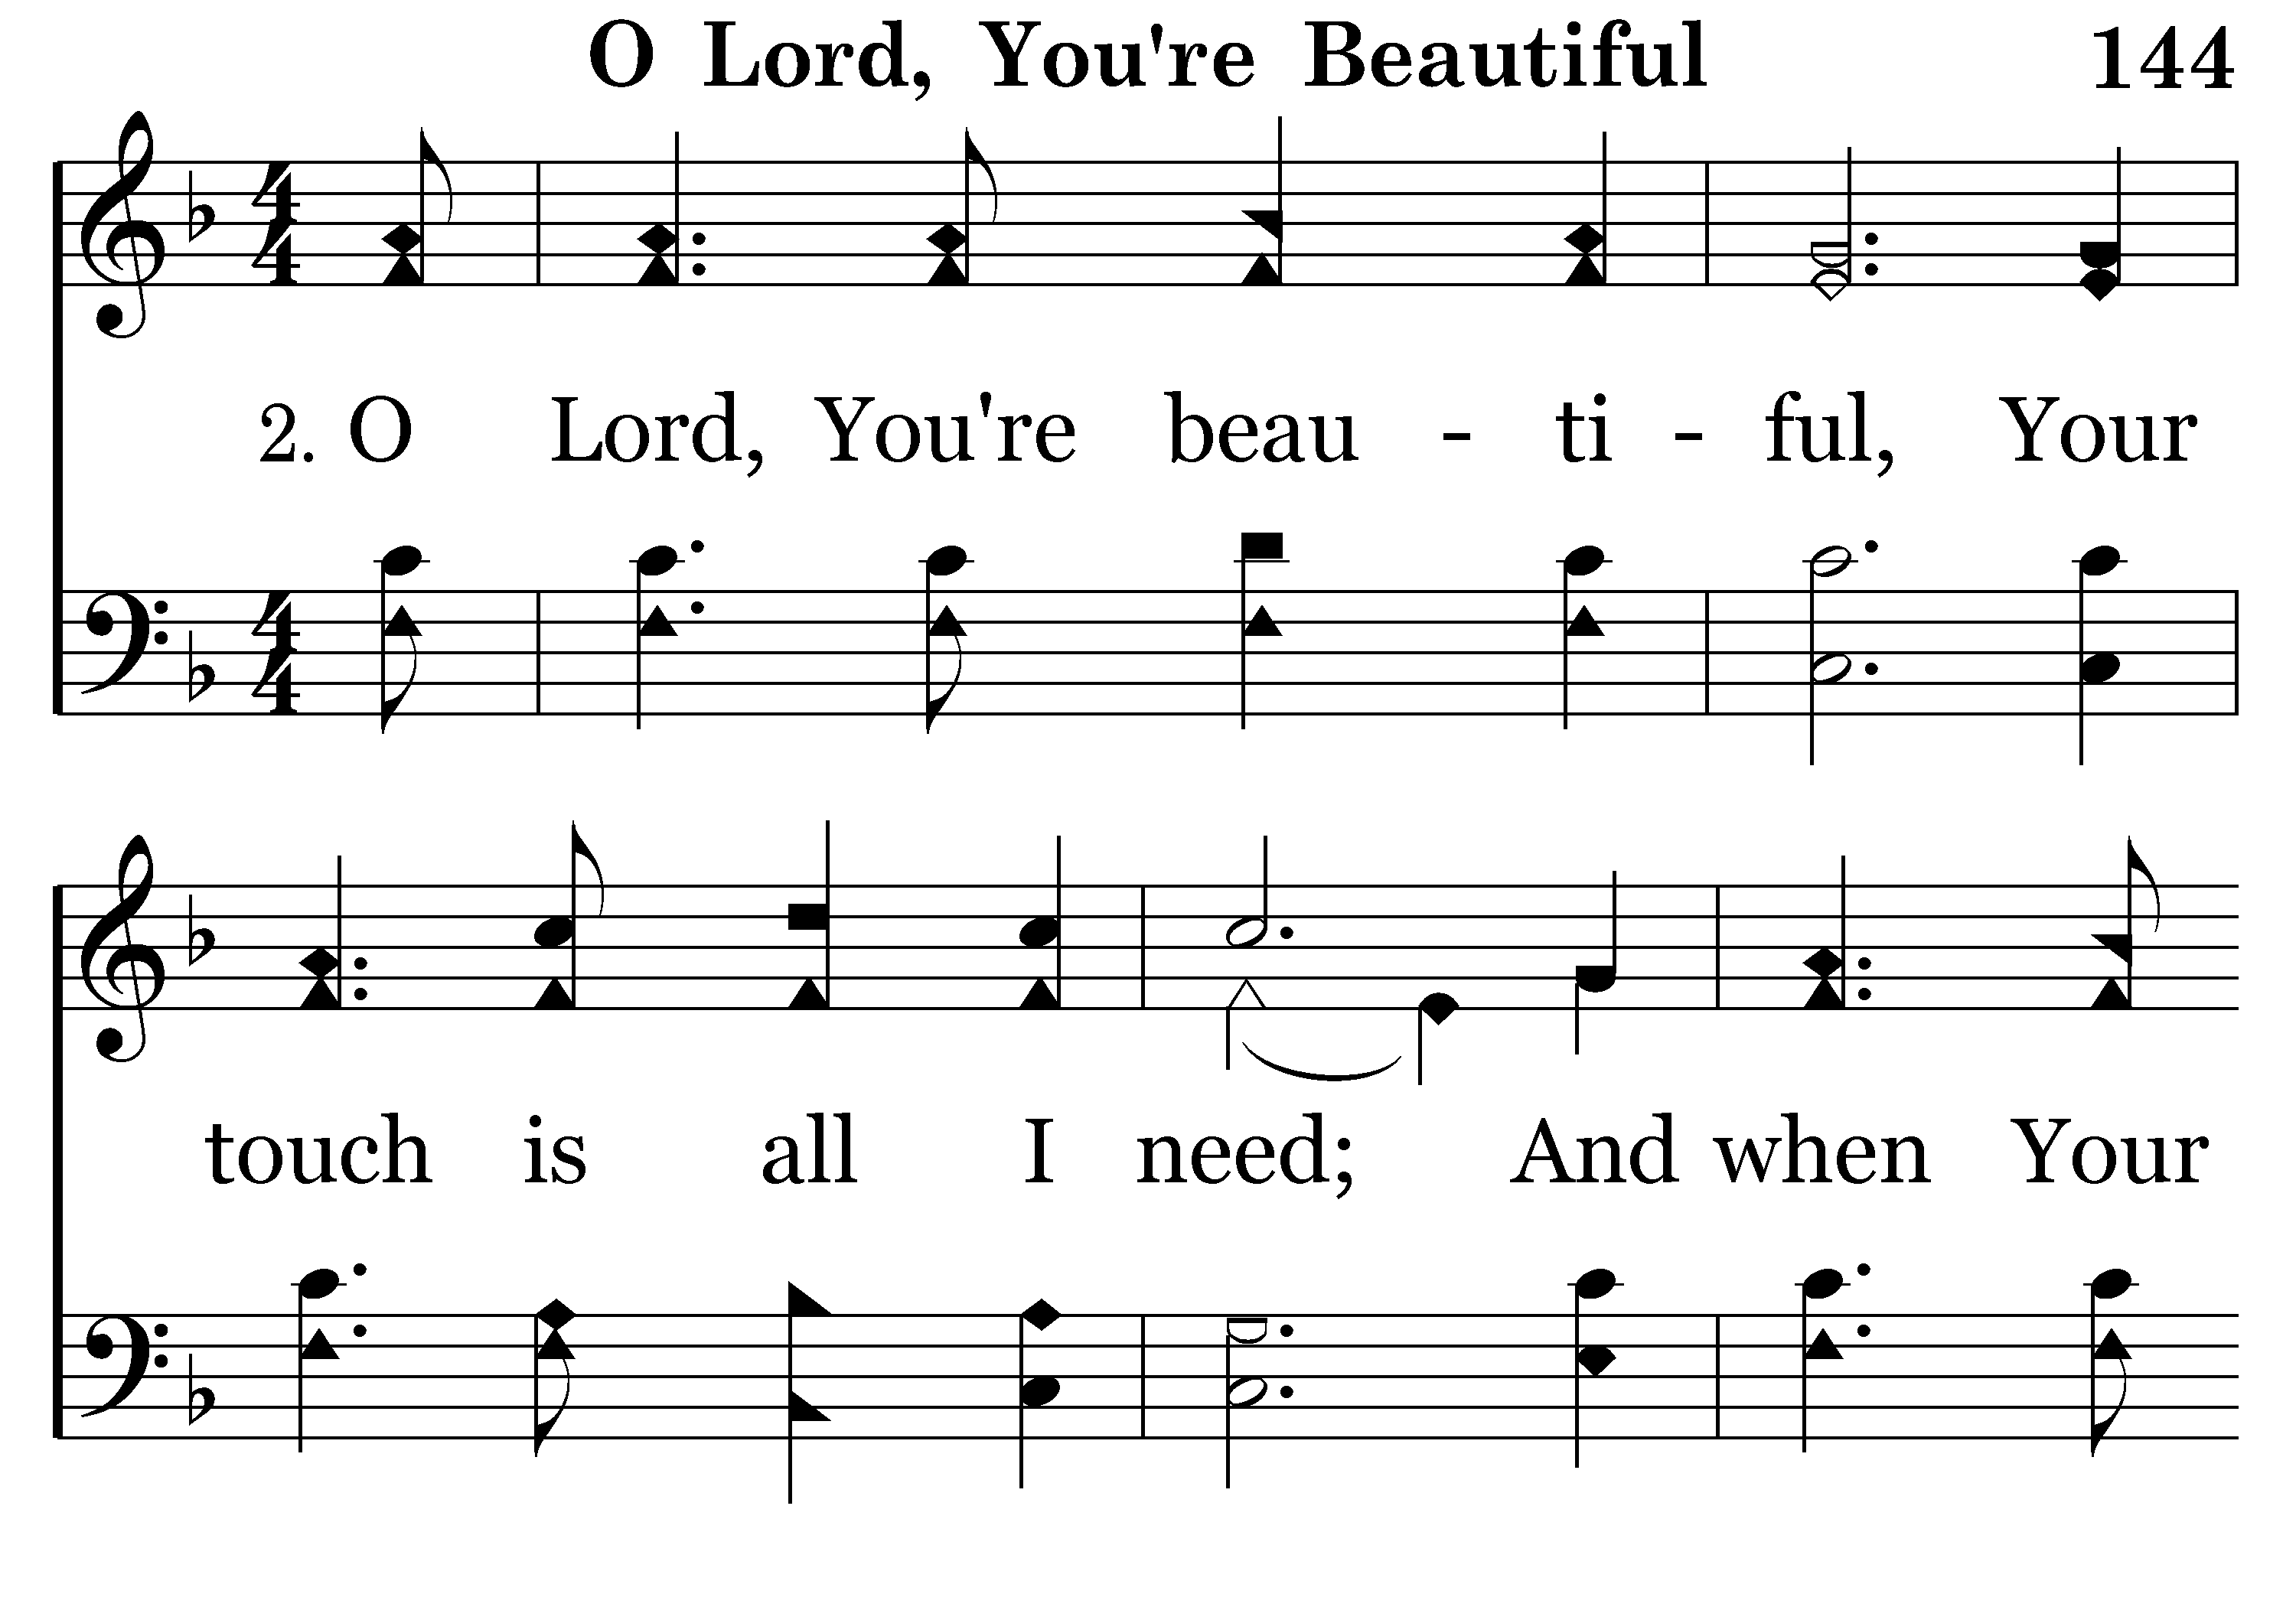 O Lord, You're Beautiful 144
2. O Lord, You're beau - ti - ful, Your
touch is all I need; And when Your